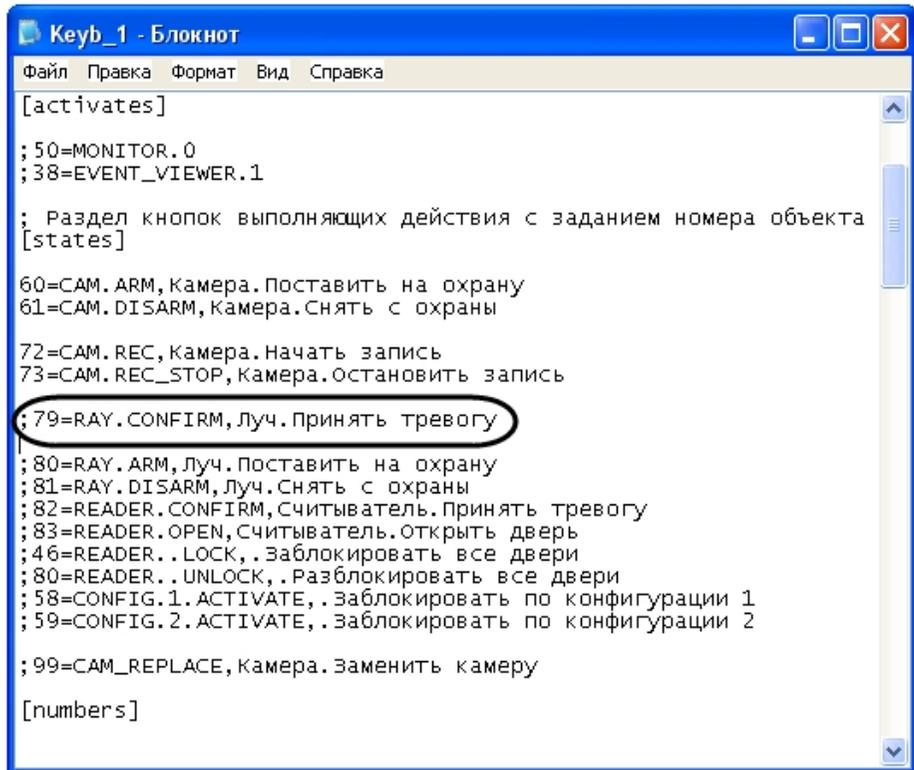 Keyb_1 - Блокнот
Файл Правка Формат Вид Справка
[activates]
;50=MONITOR.0
;38=EVENT_VIEWER.1
; Раздел кнопок выполняющих действия с заданием номера объекта
[states]
60=CAM.ARM,Камера.Поставить на охрану
61=CAM.DISARM,Камера.Снять с охраны
72=CAM.REC,Камера.Начать запись
73=CAM.REC_STOP,Камера.Остановить запись
;79=RAY.CONFIRM,Луч.Принять тревогу
;80=RAY.ARM,Луч.Поставить на охрану
;81=RAY.DISARM,Луч.Снять с охраны
;82=READER.CONFIRM,Считыватель.Принять тревогу
;83=READER.OPEN,Считыватель.Открыть дверь
;46=READER..LOCK,.Заблокировать все двери
;80=READER..UNLOCK,.Разблокировать все двери
;58=CONFIG.1.ACTIVATE,.Заблокировать по конфигурации 1
;59=CONFIG.2.ACTIVATE,.Заблокировать по конфигурации 2
;99=CAM_REPLACE,Камера.Заменить камеру
[numbers]